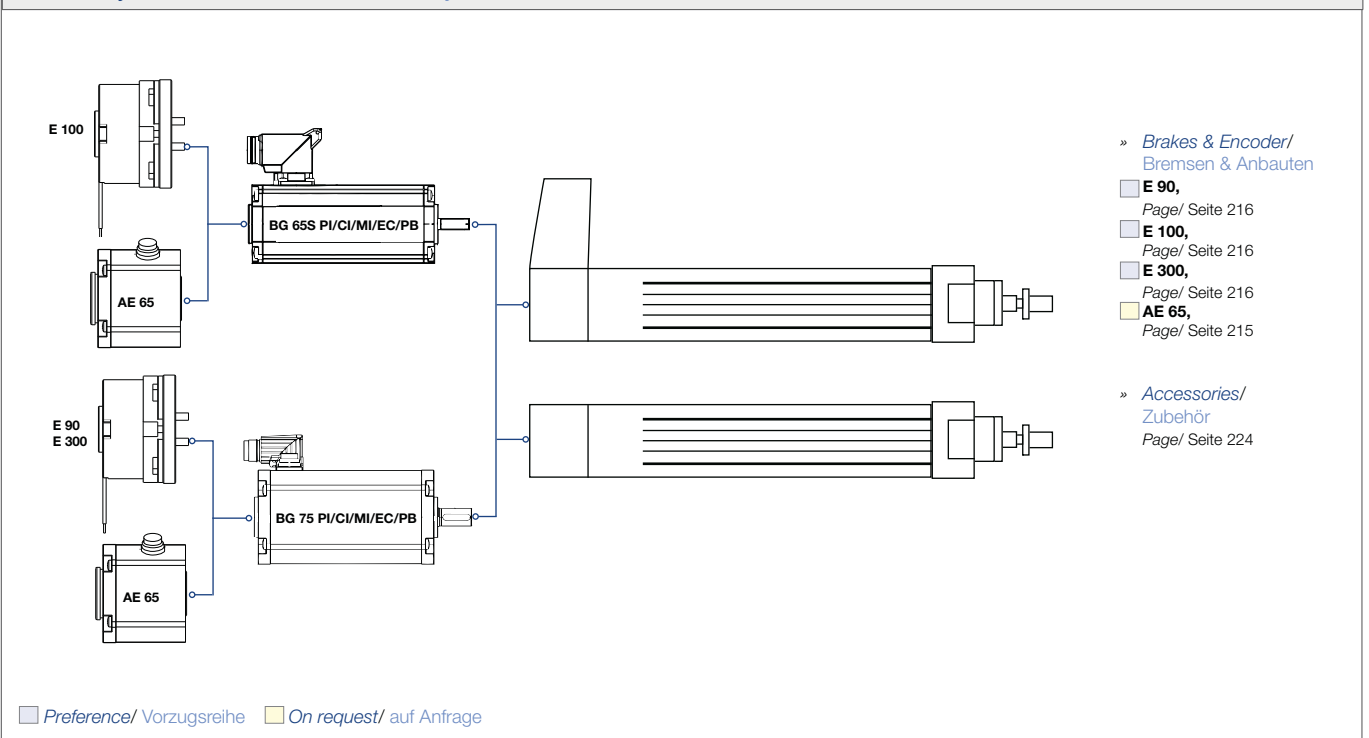 E 100
AE 65
BG 65S PI/CI/MI/EC/PB
E 90
E 300
AE 65
BG 75 PI/CI/MI/EC/PB
» Brakes & Encoder/
Bremsen & Anbauten
E 90,
Page/ Seite 216
E 100,
Page/ Seite 216
E 300,
Page/ Seite 216
AE 65,
Page/ Seite 215
» Accessories/
Zubehör
Page/ Seite 224
Preference/ Vorzugsreihe On request/ auf Anfrage